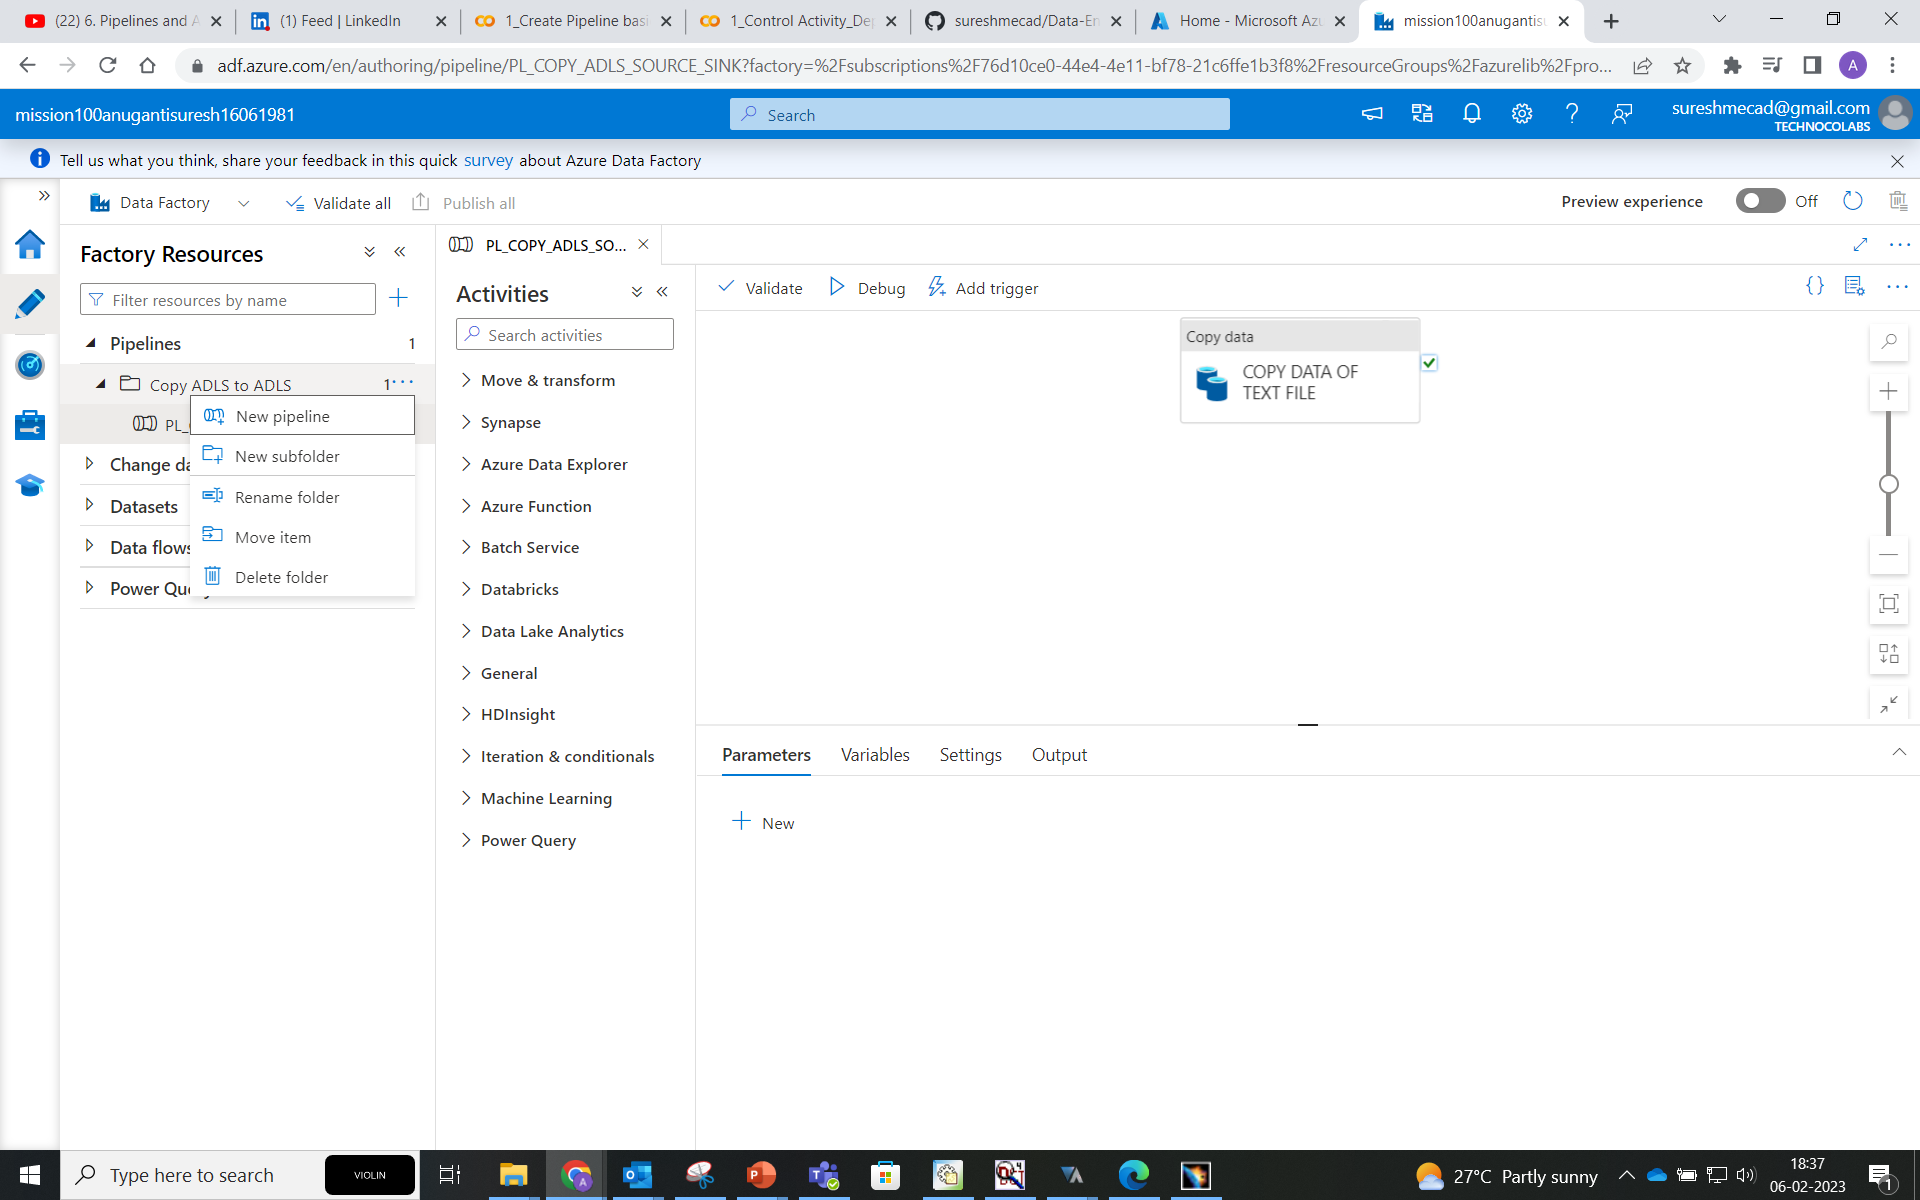 (22) 6. Pipelines and A
(1) Feed | LinkedIn
1_Create Pipeline basi
1_Control Activity_Dep
sureshmecad/Data-En
Home - Microsoft Azu
mission100anugantisu
adf.azure.com/en/authoring/pipeline/PL_COPY_ADLS_SOURCE_SINK?factory=%2Fsubscriptions%2F76d10ce0-44e4-4e11-bf78-21c6ffe1b3f8%2FresourceGroups%2Fazurelib%2Fpro...
A
mission100anugantisuresh16061981
Search
sureshmecad@gmail.com
TECHNOCOLABS
Tell us what you think, share your feedback in this quick survey about Azure Data Factory
Data Factory
Validate all
Publish all
Preview experience
Off
Factory Resources
Filter resources by name
Pipelines
1
Copy ADLS to ADLS
1
PL_
New pipeline
New subfolder
Rename folder
Move item
Delete folder
Change da
Datasets
Data flows
Power Query
PL_COPY_ADLS_SO...
Activities
Search activities
Move & transform
Synapse
Azure Data Explorer
Azure Function
Batch Service
Databricks
Data Lake Analytics
General
HDInsight
Iteration & conditionals
Machine Learning
Power Query
Validate
Debug
Add trigger
Copy data
COPY DATA OF
TEXT FILE
Parameters
Variables
Settings
Output
New
Type here to search
VIOLIN
27°C Partly sunny
18:37
06-02-2023
1